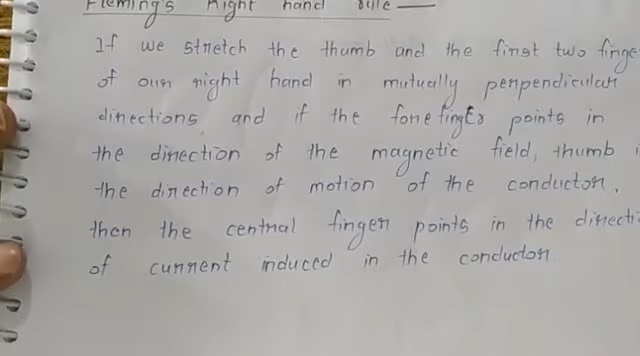 Fleming's Right hand rule —
If we stretch the thumb and the first two finge
of our right hand in mutually perpendicular
directions, and if the forefingers points in
the direction of the magnetic field, thumb i
the direction of motion of the conductor,
then the central finger points in the directi
of current induced in the conductor